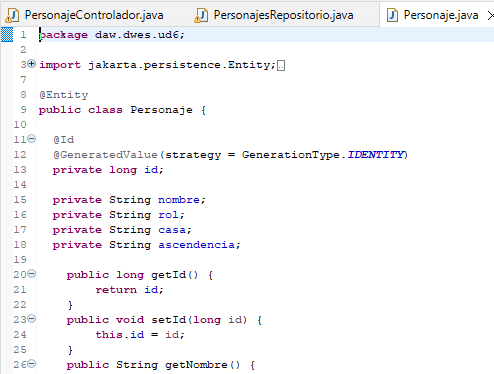 PersonajeControlador.java PersonajesRepositorio.java Personaje.java
1 package daw.dwes.ud6;
2
3 import jakarta.persistence.Entity;
7
8 @Entity
9 public class Personaje {
10
11 @Id
12 @GeneratedValue(strategy = GenerationType.IDENTITY)
13 private long id;
14
15 private String nombre;
16 private String rol;
17 private String casa;
18 private String ascendencia;
19
20 public long getId() {
21 return id;
22 }
23 public void setId(long id) {
24 this.id = id;
25 }
26 public String getNombre() {